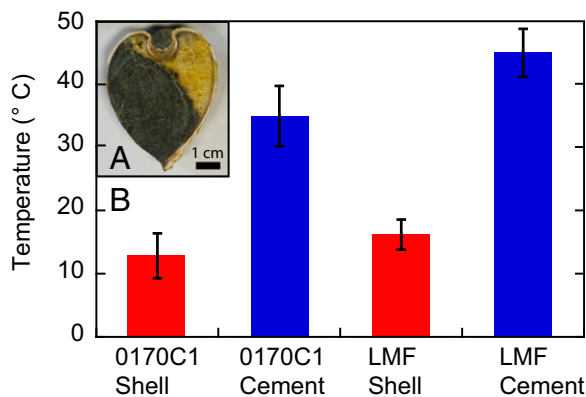 Temperature (° C)
50
40
30
20
10
0
A
1 cm
B
0170C1
Shell
0170C1
Cement
LMF
Shell
LMF
Cement